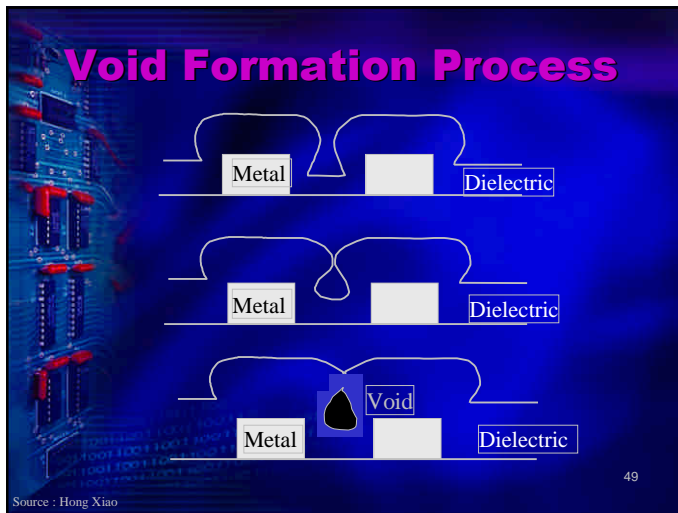 Void Formation Process
Metal
Dielectric
Metal
Dielectric
Void
Metal
Dielectric
49
Source : Hong Xiao